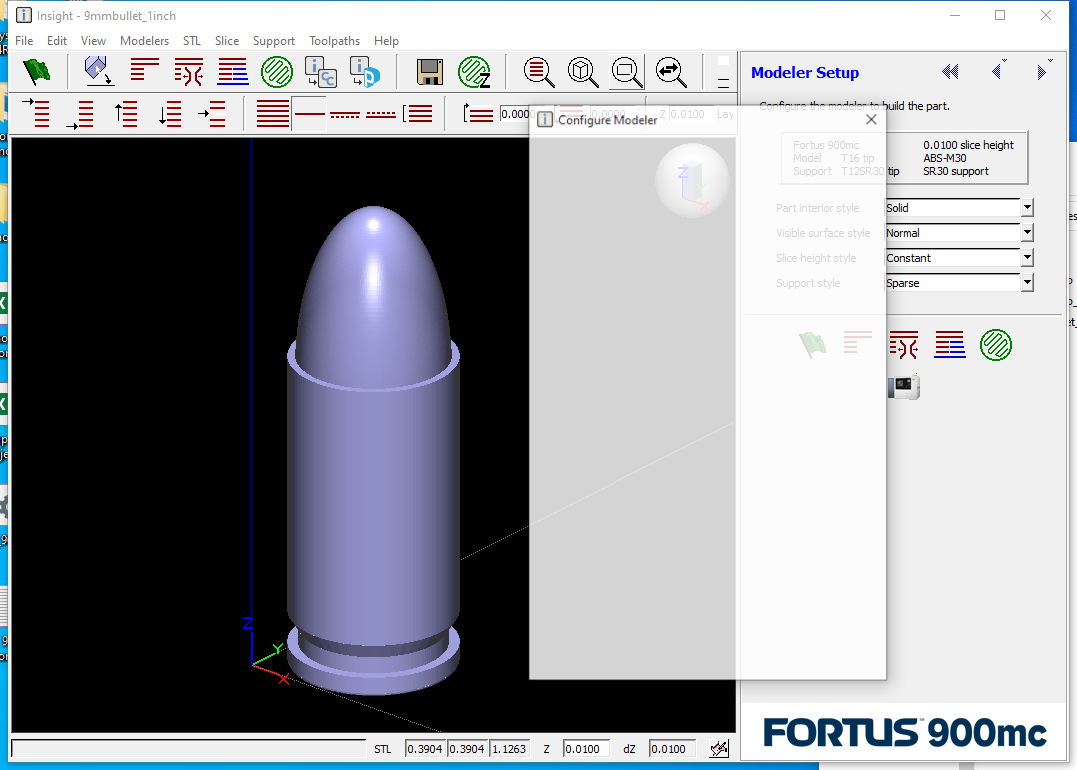 Insight - 9mmbullet_1inch
File Edit View Modelers STL Slice Support Toolpaths Help
0.000 0.0000 Z 0.0100 Lay
Configure Modeler
Modeler Setup
Configure the modeler to build the part.
Fortus 900mc 0.0100 slice height
Model T16 tip ABS-M30
Support T12SR30 tip SR30 support
Part interior style Solid
Visible surface style Normal
Slice height style Constant
Support style Sparse
Z
Y
X
Z
STL 0.3904 0.3904 1.1263 Z 0.0100 dZ 0.0100
FORTUS 900mc